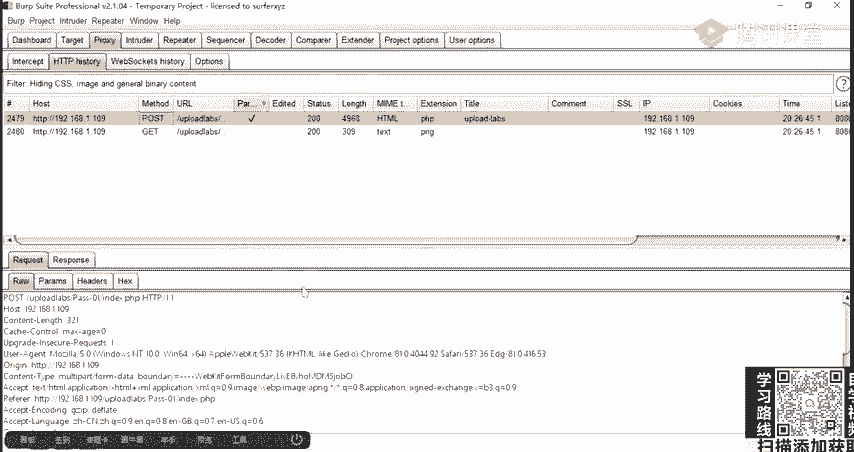 Burp Suite Professional v2.1.04 - Temporary Project - licensed to surferxyz
Burp Project Intruder Repeater Window Help
Dashboard Target Proxy Intruder Repeater Sequencer Decoder Comparer Extender Project options User options
Intercept HTTP history WebSockets history Options
Filter: Hiding CSS, image and general binary content
# Host Method URL Par... Edited Status Length MIME t... Extension Title Comment SSL IP Cookies Time Liste
2479 http://192.168.1.109 POST /uploadlabs/... ✓ 200 4968 HTML php upload-labs 192.168.1.109 20:26:45 1... 808
2480 http://192.168.1.109 GET /uploadlabs/... 200 309 text png 192.168.1.109 20:26:45 1... 808
Request Response
Raw Params Headers Hex
POST /uploadlabs/Pass-01/index.php HTTP/1.1
Host: 192.168.1.109
Content-Length: 321
Cache-Control: max-age=0
Upgrade-Insecure-Requests: 1
User-Agent: Mozilla/5.0 (Windows NT 10.0; Win64; x64) AppleWebKit/537.36 (KHTML, like Gecko) Chrome/81.0.4044.92 Safari/537.36 Edg/81.0.416.53
Origin: http://192.168.1.109
Content-Type: multipart/form-data; boundary=
Accept: text/html,application/xhtml+xml,application/xml;q=0.9,image/webp,image/apng,*/*;q=0.8,application/signed-exchange;v=b3;q=0.9
Referer: http://192.168.1.109/uploadlabs/Pass-01/index.php
Accept-Encoding: gzip, deflate
Accept-Language: zh-CN,zh;q=0.9,en;q=0.8,en-GB;q=0.7,en-US;q=0.6
腾讯课堂
学习路线
扫描添加获取